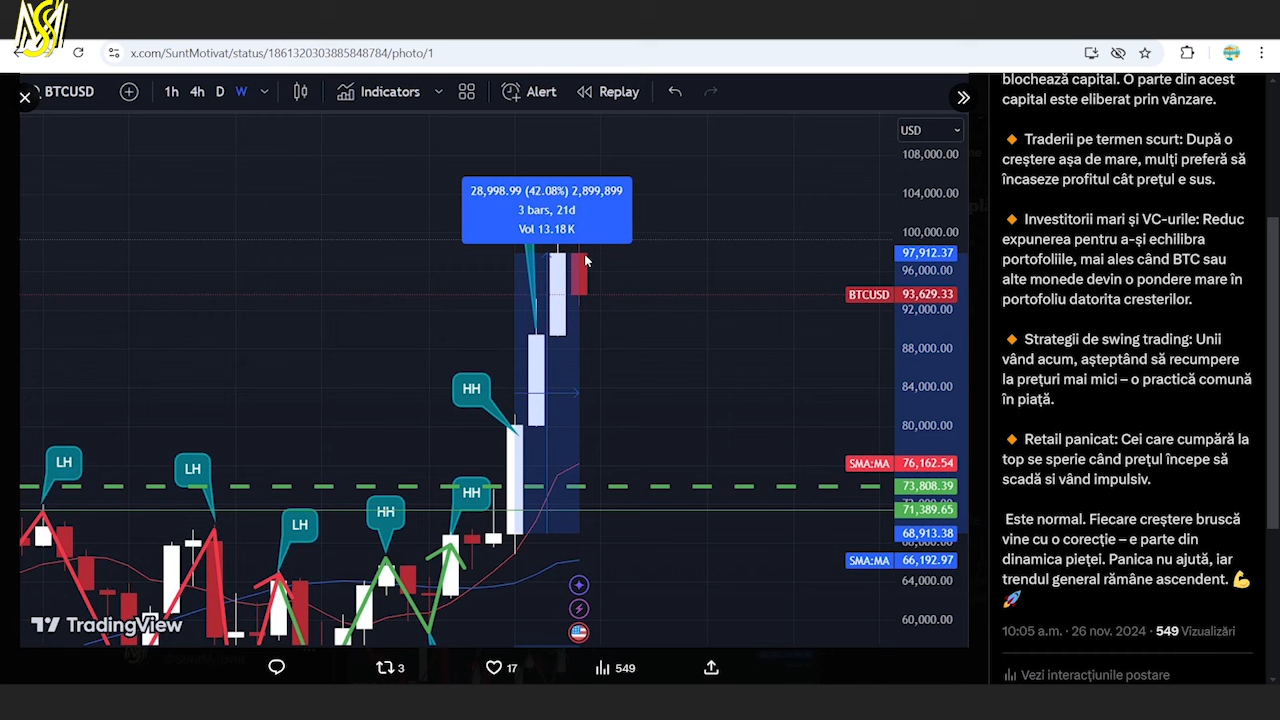 x.com/SuntMotivat/status/1861320303885848784/photo/1
BTCUSD
1h 4h D W
Indicators
Alert
Replay
USD
108,000.00
104,000.00
100,000.00
97,912.37
96,000.00
BTCUSD 93,629.33
92,000.00
88,000.00
84,000.00
80,000.00
SMA:MA 76,162.54
73,808.39
71,389.65
68,913.38
SMA:MA 66,192.97
64,000.00
60,000.00
28,998.99 (42.08%) 2,899,899
3 bars, 21d
Vol 13.18 K
HH
LH
LH
LH
HH
HH
TradingView
3
17
549
blochează capital. O parte din acest
capital este eliberat prin vânzare.
🔸 Traderii pe termen scurt: După o
creștere așa de mare, mulți preferă să
încaseze profitul cât prețul e sus.
🔸 Investitorii mari și VC-urile: Reduc
expunerea pentru a-și echilibra
portofoliile, mai ales când BTC sau
alte monede devin o pondere mare în
portofoliu datorita cresterilor.
🔸 Strategii de swing trading: Unii
vând acum, așteptând să recumpere
la prețuri mai mici – o practică comună
în piață.
🔸 Retail panicat: Cei care cumpără la
top se sperie când prețul începe să
scadă si vând impulsiv.
Este normal. Fiecare creștere bruscă
vine cu o corecție – e parte din
dinamica pieței. Panica nu ajută, iar
trendul general rămâne ascendent. 💪
🚀
10:05 a.m. · 26 nov. 2024 · 549 Vizualizări
Vezi interacțiunile postare